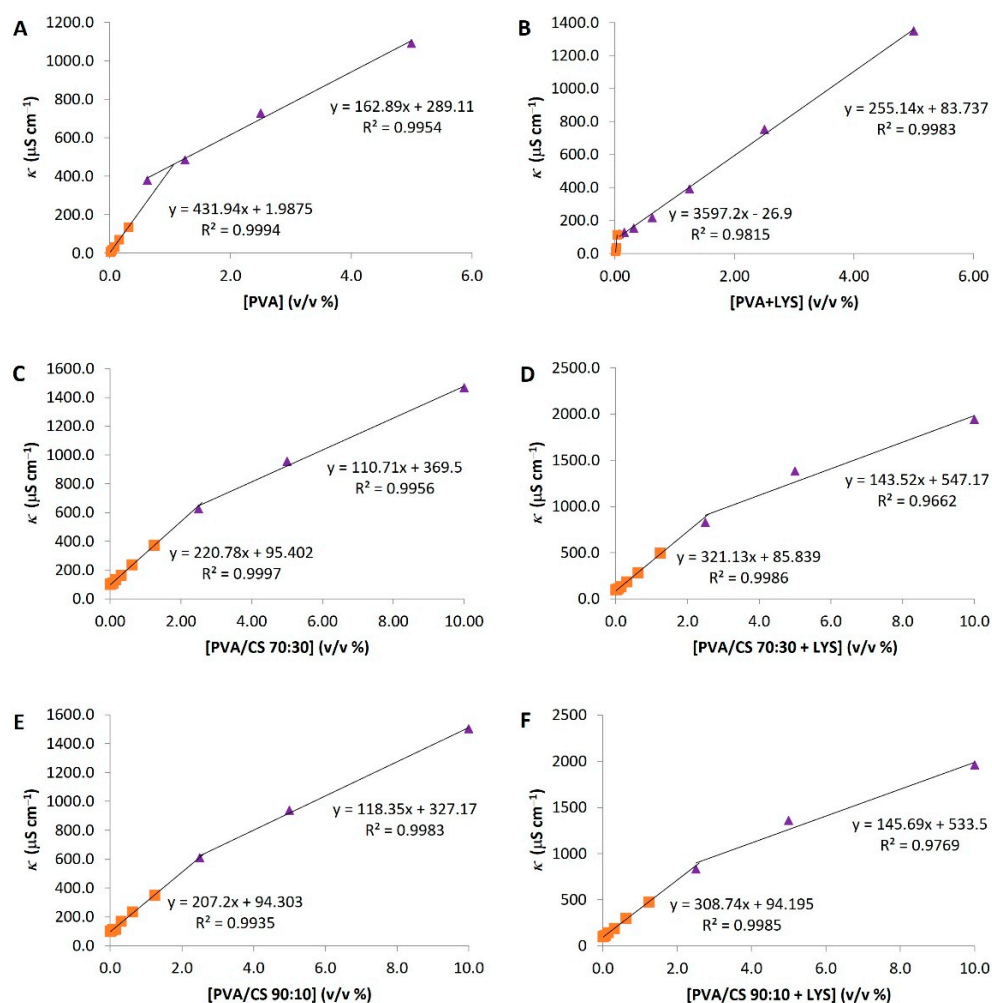 A
1200.0
1000.0
800.0
600.0
400.0
200.0
0.0
κ (µS cm⁻¹)
y = 162.89x + 289.11
R² = 0.9954
y = 431.94x + 1.9875
R² = 0.9994
0.0 2.0 4.0 6.0
[PVA] (v/v %)
B
1400.0
1200.0
1000.0
800.0
600.0
400.0
200.0
0.0
κ (µS cm⁻¹)
y = 255.14x + 83.737
R² = 0.9983
y = 3597.2x - 26.9
R² = 0.9815
0.00 2.00 4.00 6.00
[PVA+LYS] (v/v %)
C
1600.0
1400.0
1200.0
1000.0
800.0
600.0
400.0
200.0
0.0
κ (µS cm⁻¹)
y = 110.71x + 369.5
R² = 0.9956
y = 220.78x + 95.402
R² = 0.9997
0.00 2.00 4.00 6.00 8.00 10.00
[PVA/CS 70:30] (v/v %)
D
2500.0
2000.0
1500.0
1000.0
500.0
0.0
κ (µS cm⁻¹)
y = 143.52x + 547.17
R² = 0.9662
y = 321.13x + 85.839
R² = 0.9986
0.0 2.0 4.0 6.0 8.0 10.0
[PVA/CS 70:30 + LYS] (v/v %)
E
1600.0
1400.0
1200.0
1000.0
800.0
600.0
400.0
200.0
0.0
κ (µS cm⁻¹)
y = 118.35x + 327.17
R² = 0.9983
y = 207.2x + 94.303
R² = 0.9935
0.0 2.0 4.0 6.0 8.0 10.0
[PVA/CS 90:10] (v/v %)
F
2500
2000
1500
1000
500
0
κ (µS cm⁻¹)
y = 145.69x + 533.5
R² = 0.9769
y = 308.74x + 94.195
R² = 0.9985
0.0 2.0 4.0 6.0 8.0 10.0
[PVA/CS 90:10 + LYS] (v/v %)